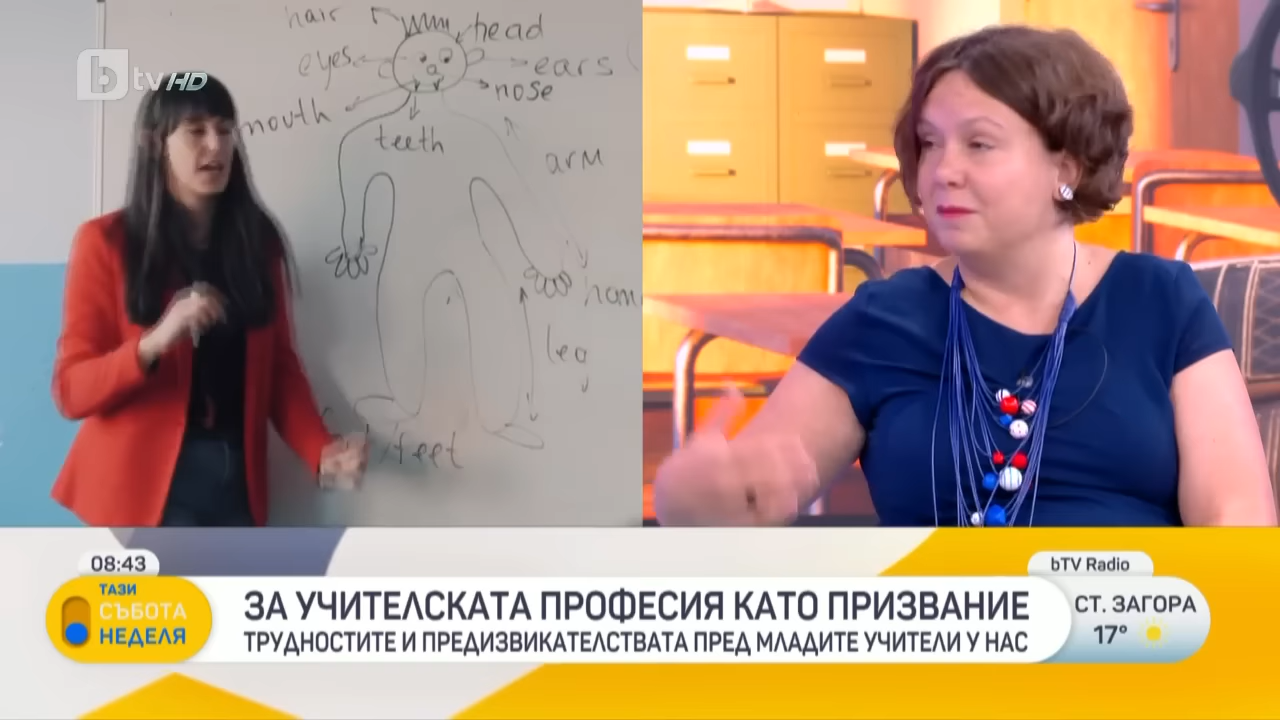 btv HD
hair
head
eyes
ears
nose
mouth
teeth
arm
leg
feet
08:43
ТАЗИ
СЪБОТА
НЕДЕЛЯ
ЗА УЧИТЕЛСКАТА ПРОФЕСИЯ КАТО ПРИЗВАНИЕ
ТРУДНОСТИТЕ И ПРЕДИЗВИКАТЕЛСТВАТА ПРЕД МЛАДИТЕ УЧИТЕЛИ У НАС
bTV Radio
СТ. ЗАГОРА
17°